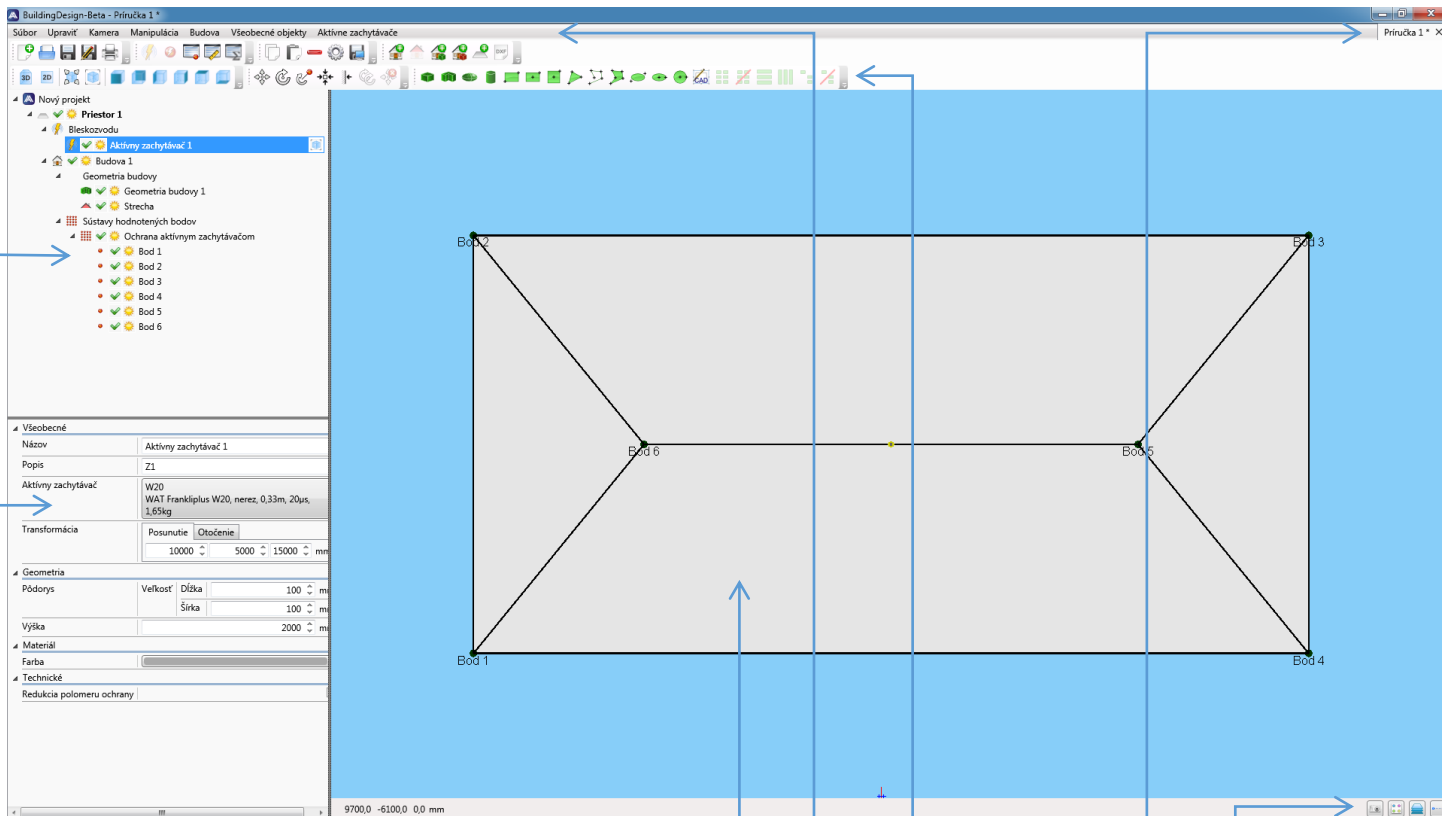 BuildingDesign-Beta - Príručka 1 *
Súbor Upraviť Kamera Manipulácia Budova Všeobecné objekty Aktívne zachytávače
Príručka 1 *
DXF
3D 2D CAD
Nový projekt
Priestor 1
Bleskozvodu
Aktívny zachytávač 1
Budova 1
Geometria budovy
Geometria budovy 1
Strecha
Sústavy hodnotených bodov
Ochrana aktívnym zachytávačom
Bod 1
Bod 2
Bod 3
Bod 4
Bod 5
Bod 6
Všeobecné
Názov Aktívny zachytávač 1
Popis Z1
Aktívny zachytávač W20
WAT Frankliplus W20, nerez, 0,33m, 20µs,
1,65kg
Transformácia Posunutie Otočenie
10000 5000 15000 mm
Geometria
Pôdorys Veľkosť Dĺžka 100
Šírka 100
Výška 2000
Materiál
Farba
Technické
Redukcia polomeru ochrany
Bod 2
Bod 3
Bod 6
Bod 5
Bod 1
Bod 4
9700,0 -6100,0 0,0 mm